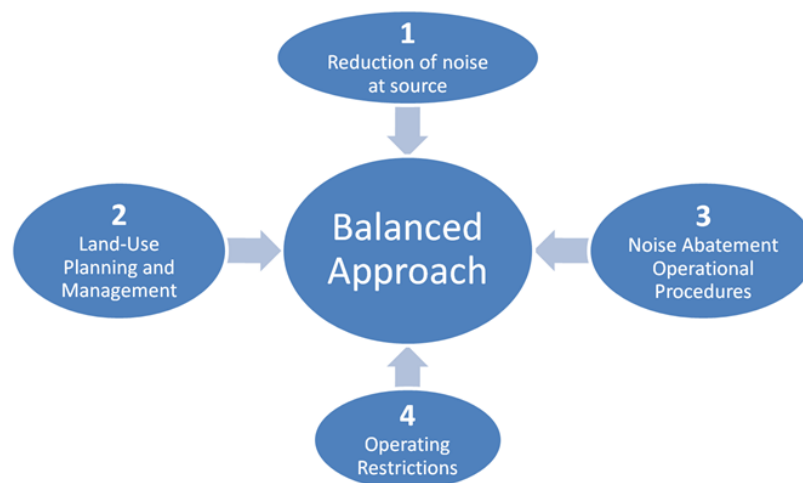 1
Reduction of noise
at source
2
Land-Use
Planning and
Management
Balanced
Approach
3
Noise Abatement
Operational
Procedures
4
Operating
Restrictions